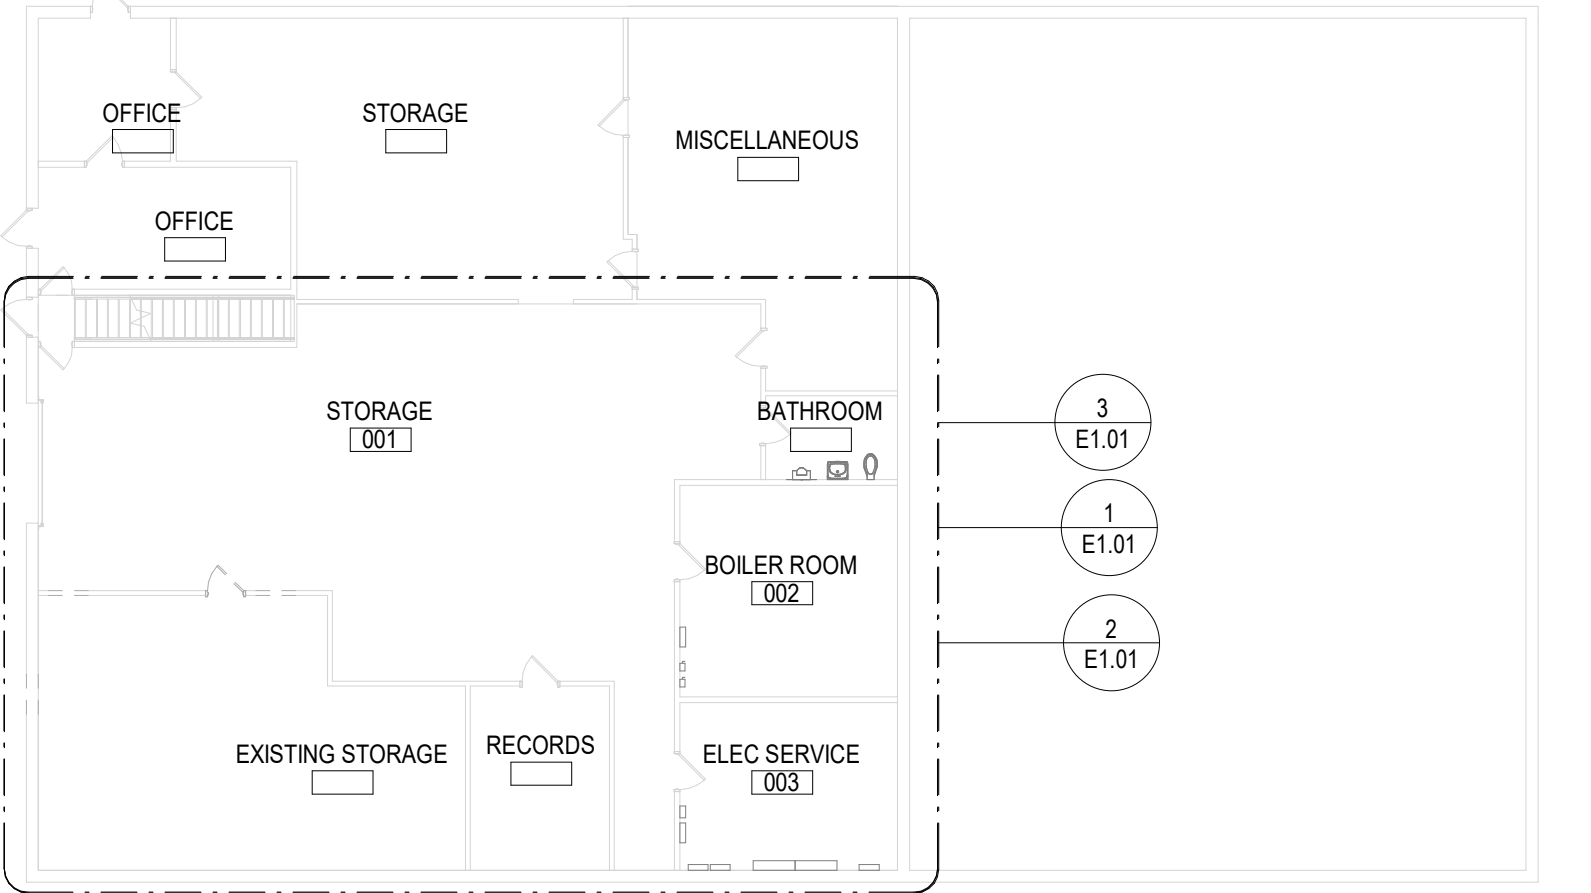 OFFICE
STORAGE
MISCELLANEOUS
OFFICE
STORAGE
001
BATHROOM
3
E1.01
1
E1.01
BOILER ROOM
002
2
E1.01
EXISTING STORAGE
RECORDS
ELEC SERVICE
003